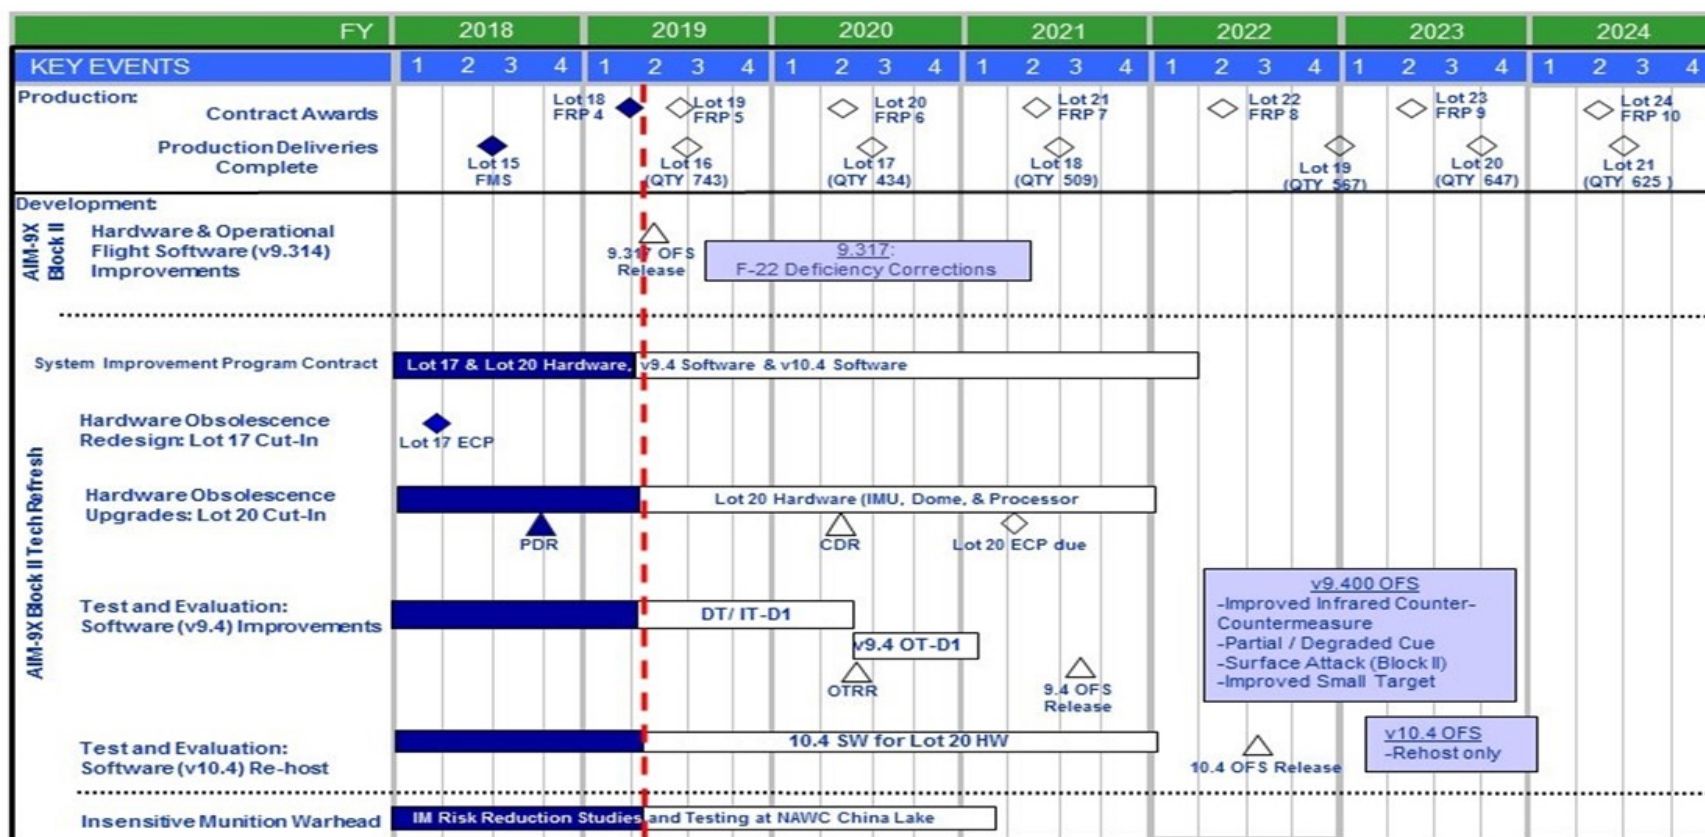 FY 2018 2019 2020 2021 2022 2023 2024
KEY EVENTS 1 2 3 4 1 2 3 4 1 2 3 4 1 2 3 4 1 2 3 4 1 2 3 4 1 2 3 4
Production:
Contract Awards
Lot 18
FRP 4
Lot 19
FRP 5
Lot 20
FRP 6
Lot 21
FRP 7
Lot 22
FRP 8
Lot 23
FRP 9
Lot 24
FRP 10
Production Deliveries
Complete
Lot 15
FMS
Lot 16
(QTY 743)
Lot 17
(QTY 434)
Lot 18
(QTY 509)
Lot 19
(QTY 567)
Lot 20
(QTY 647)
Lot 21
(QTY 625 )
Development:
AIM-9X
Block II
Hardware & Operational
Flight Software (v9.314)
Improvements
9.317 OFS
Release
9.317:
F-22 Deficiency Corrections
AIM-9X Block II Tech Refresh
System Improvement Program Contract
Lot 17 & Lot 20 Hardware, v9.4 Software & v10.4 Software
Hardware Obsolescence
Redesign: Lot 17 Cut-In
Lot 17 ECP
Hardware Obsolescence
Upgrades: Lot 20 Cut-In
Lot 20 Hardware (IMU, Dome, & Processor
PDR
CDR
Lot 20 ECP due
Test and Evaluation:
Software (v9.4) Improvements
DT/ IT-D1
v9.4 OT-D1
OTRR
9.4 OFS
Release
v9.400 OFS
-Improved Infrared Counter-
Countermeasure
-Partial / Degraded Cue
-Surface Attack (Block II)
-Improved Small Target
Test and Evaluation:
Software (v10.4) Re-host
10.4 SW for Lot 20 HW
10.4 OFS Release
v10.4 OFS
-Rehost only
Insensitive Munition Warhead
IM Risk Reduction Studies and Testing at NAWC China Lake